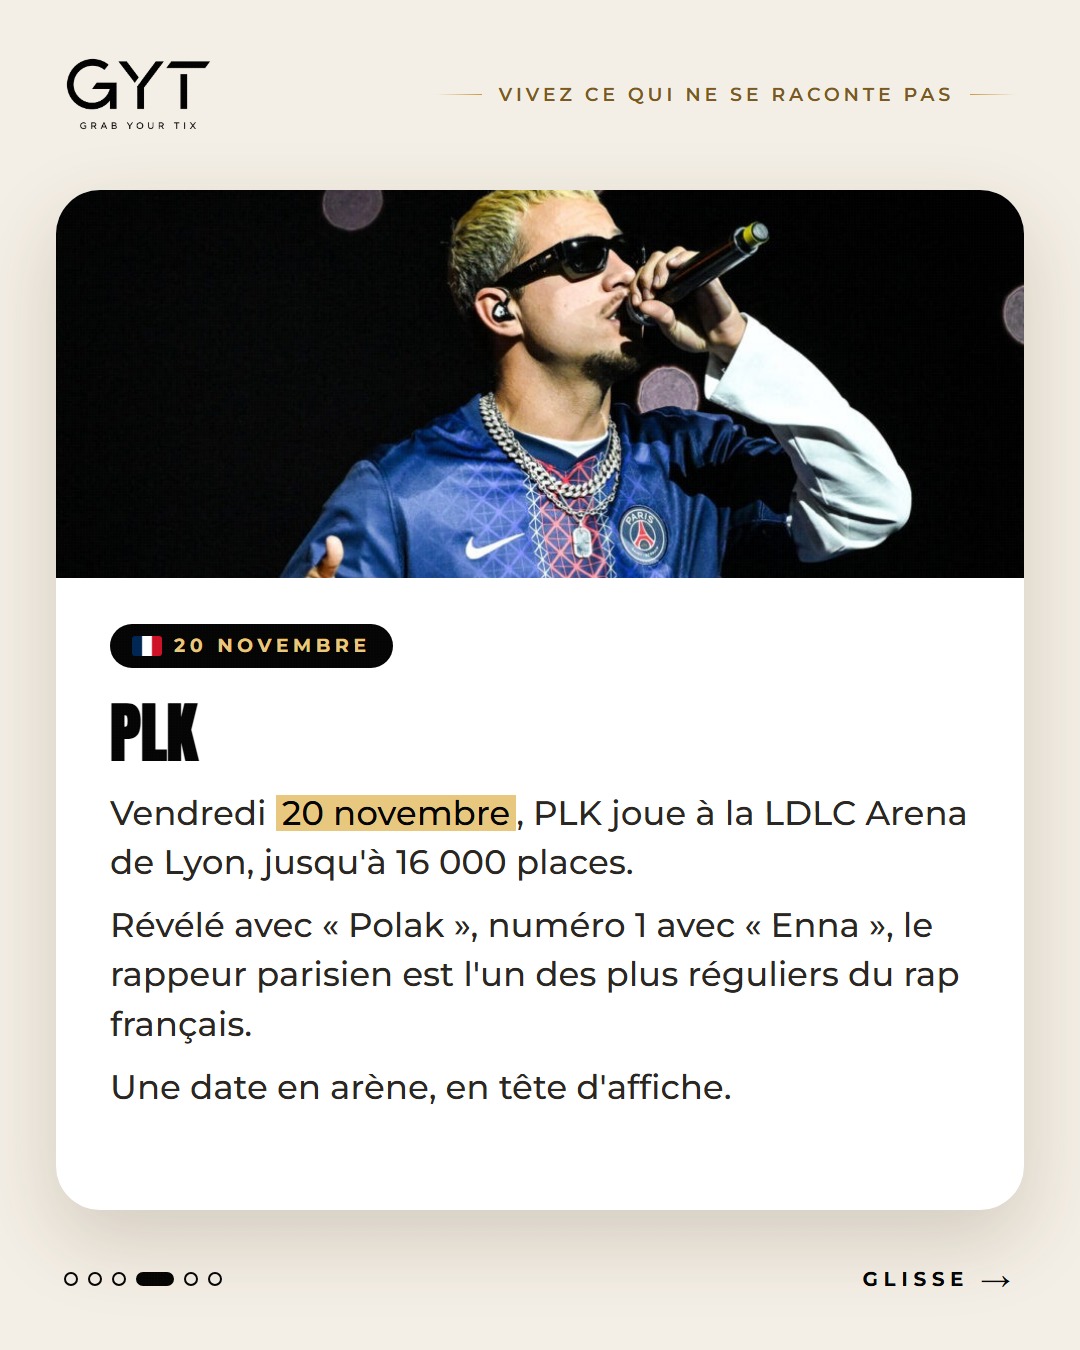 GYT
GRAB YOUR TIX
VIVEZ CE QUI NE SE RACONTE PAS
PARIS
20 NOVEMBRE
PLK
Vendredi 20 novembre, PLK joue à la LDLC Arena
de Lyon, jusqu'à 16 000 places.
Révélé avec « Polak », numéro 1 avec « Enna », le
rappeur parisien est l'un des plus réguliers du rap
français.
Une date en arène, en tête d'affiche.
GLISSE →